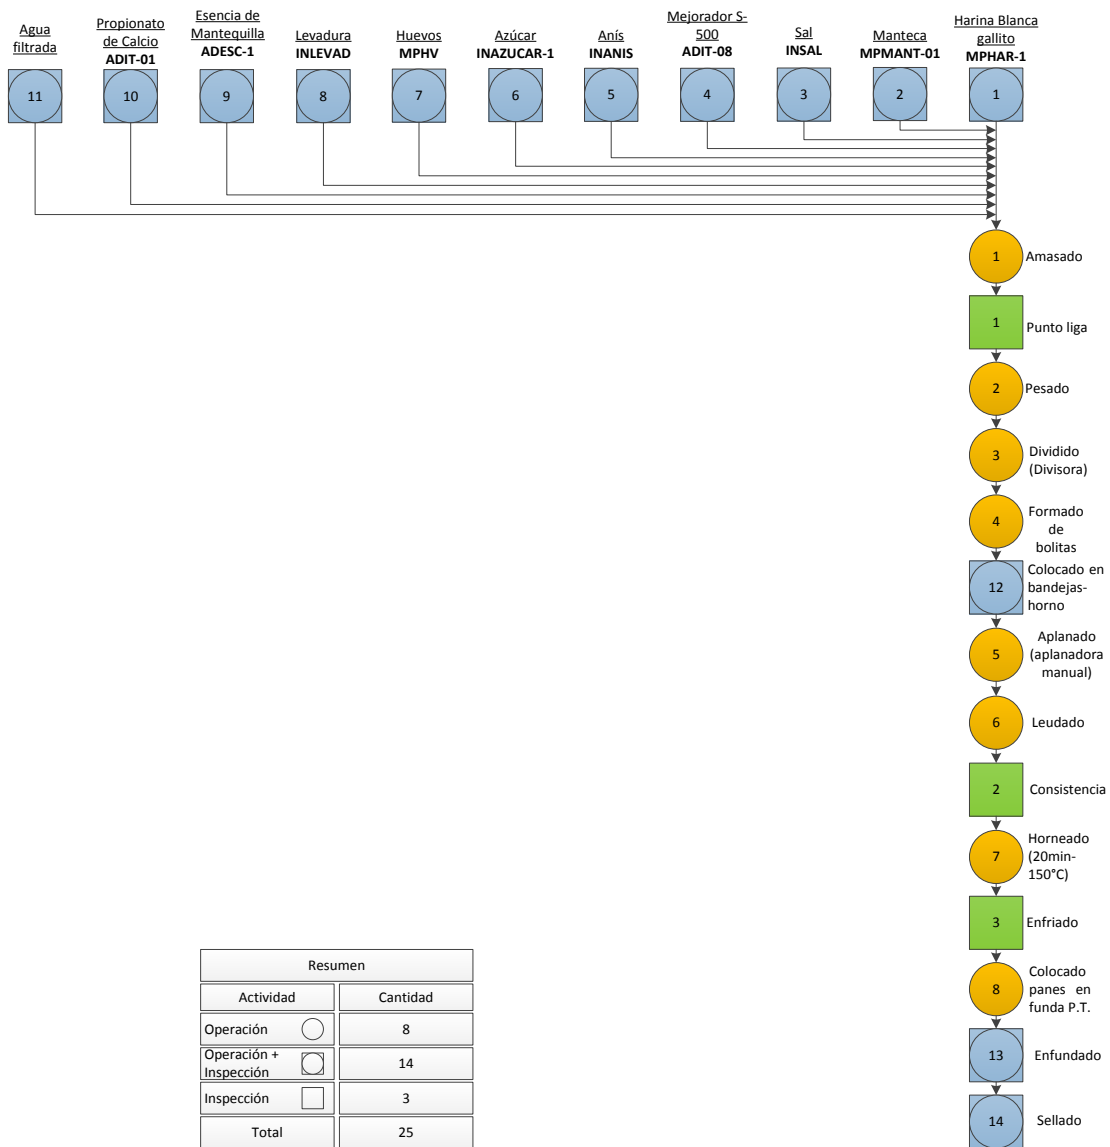 Agua
filtrada
11
Propionato
de Calcio
ADIT-01
10
Esencia de
Mantequilla
ADESC-1
9
Levadura
INLEVAD
8
Huevos
MPHV
7
Azúcar
INAZUCAR-1
6
Anís
INANIS
5
Mejorador S-
500
ADIT-08
4
Sal
INSAL
3
Manteca
MPMANT-01
2
Harina Blanca
gallito
MPHAR-1
1
1 Amasado
1 Punto liga
2 Pesado
3
Dividido
(Divisora)
4
Formado
de
bolitas
12
Colocado en
bandejas-
horno
5
Aplanado
(aplanadora
manual)
6 Leudado
2 Consistencia
7
Horneado
(20min-
150°C)
3 Enfriado
8
Colocado
panes en
funda P.T.
13 Enfundado
14 Sellado
Resumen
Actividad Cantidad
Operación 8
Operación +
Inspección
14
Inspección 3
Total 25